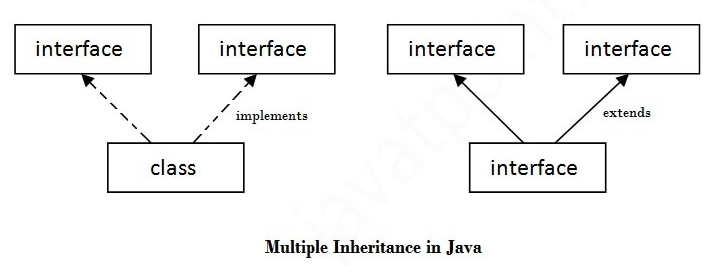 interface
interface
interface
interface
implements
extends
class
interface
Multiple Inheritance in Java